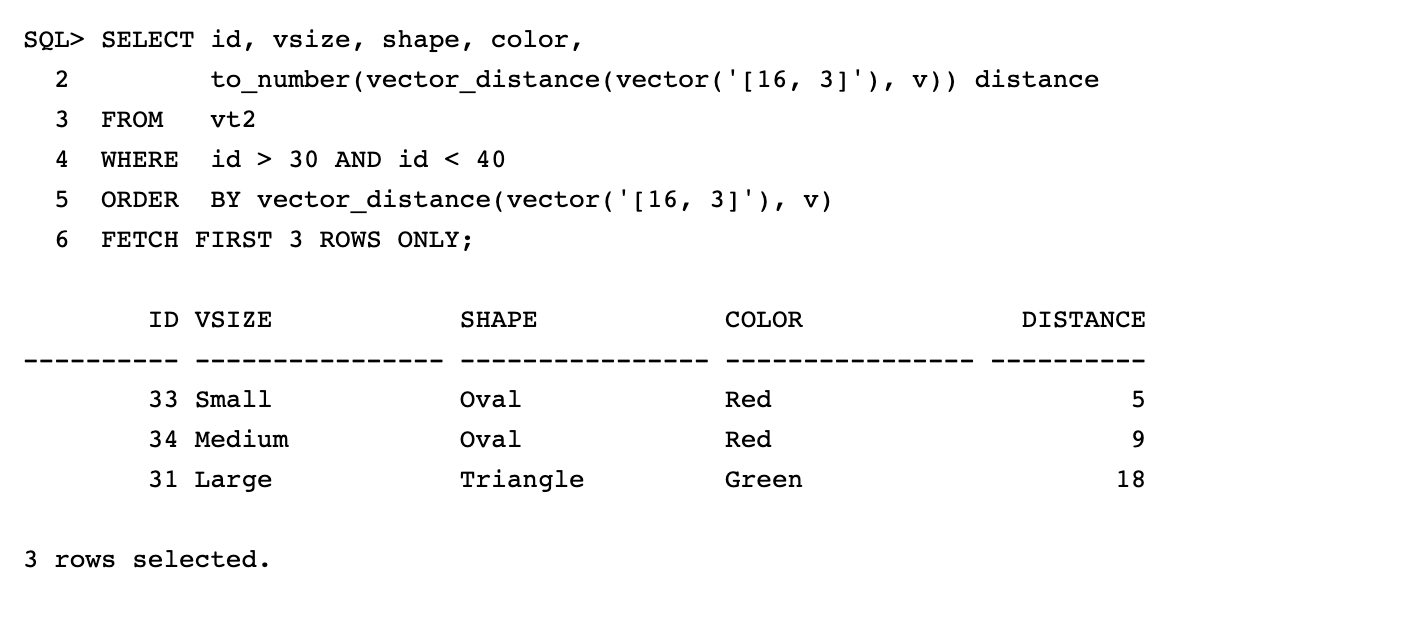 SQL> SELECT id, vsize, shape, color,
  2         to_number(vector_distance(vector('[16, 3]'), v)) distance
  3  FROM   vt2
  4  WHERE  id > 30 AND id < 40
  5  ORDER  BY vector_distance(vector('[16, 3]'), v)
  6  FETCH FIRST 3 ROWS ONLY;

        ID VSIZE            SHAPE            COLOR              DISTANCE
---------- ---------------- ---------------- ---------------- ----------
        33 Small            Oval             Red                       5
        34 Medium           Oval             Red                       9
        31 Large            Triangle         Green                    18

3 rows selected.